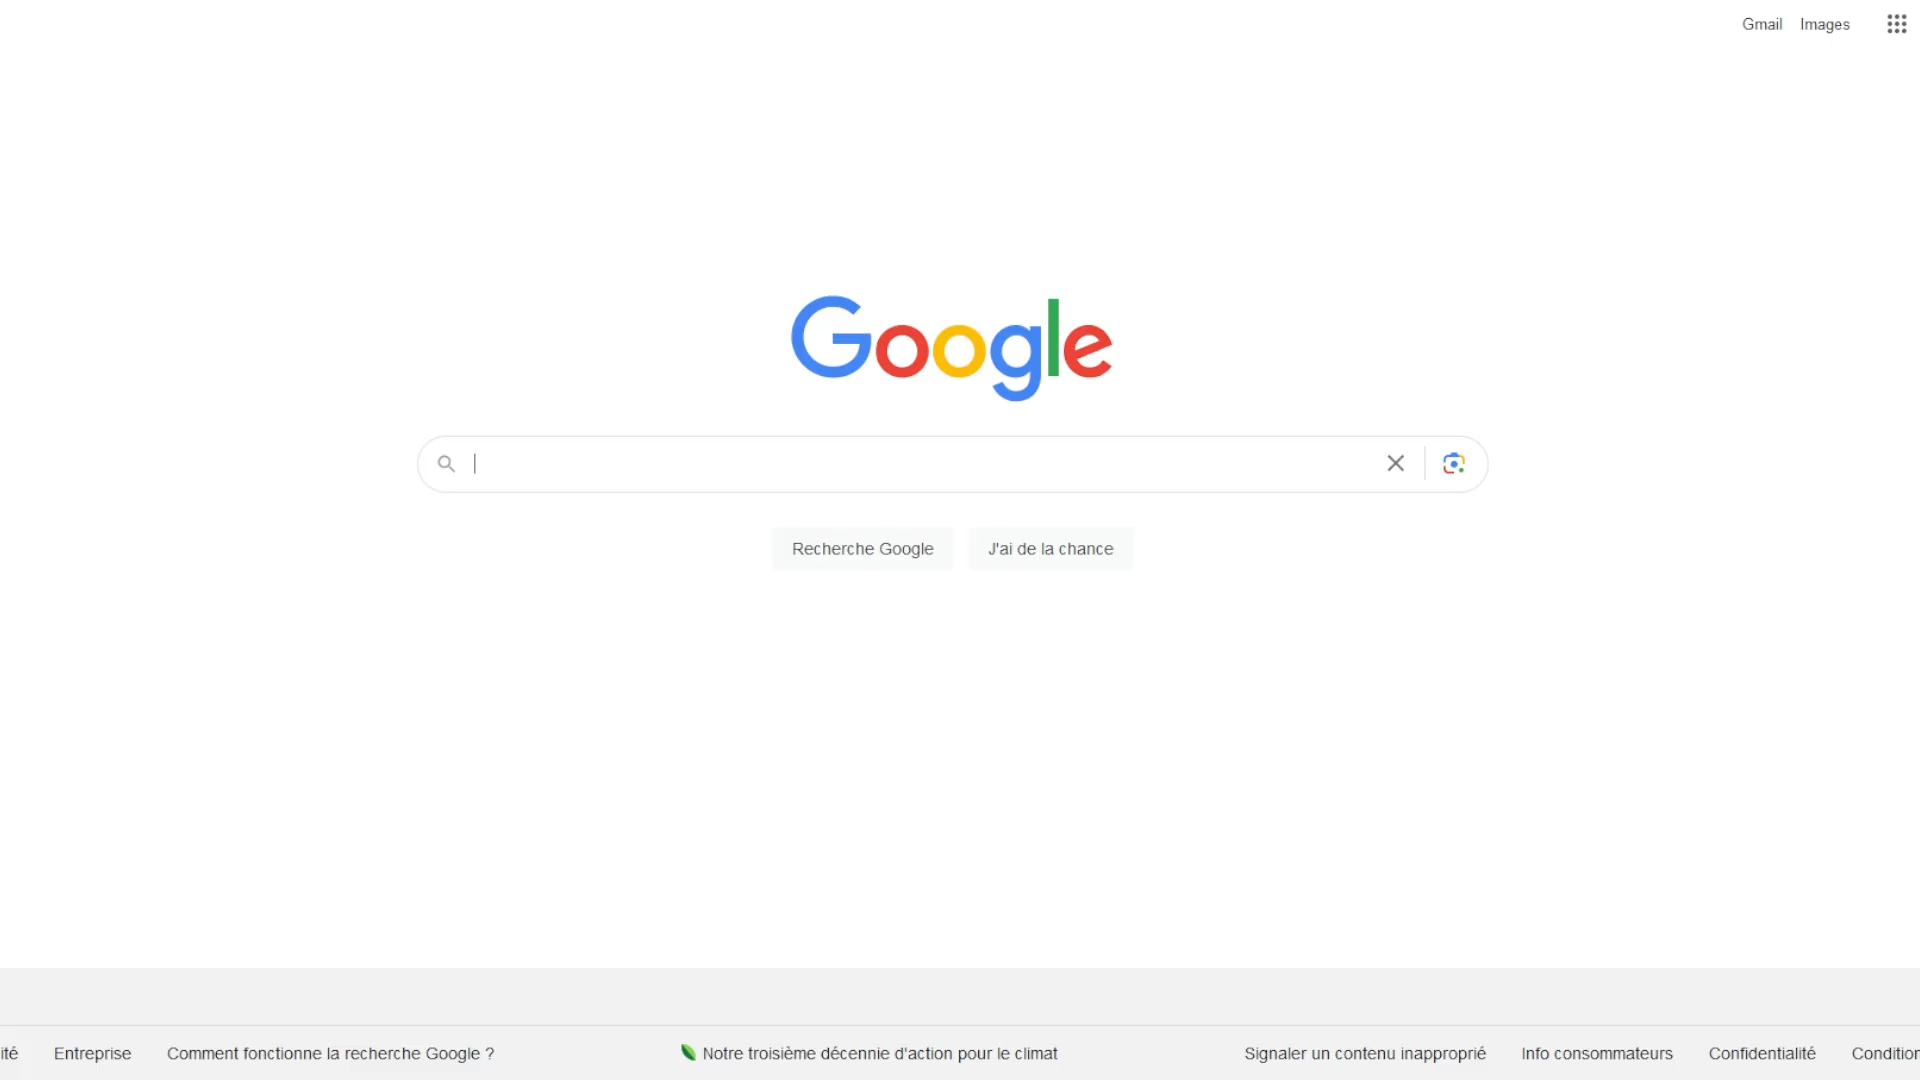 Gmail Images
Google
Recherche Google J'ai de la chance
ité Entreprise Comment fonctionne la recherche Google ? Notre troisième décennie d'action pour le climat Signaler un contenu inapproprié Info consommateurs Confidentialité Condition